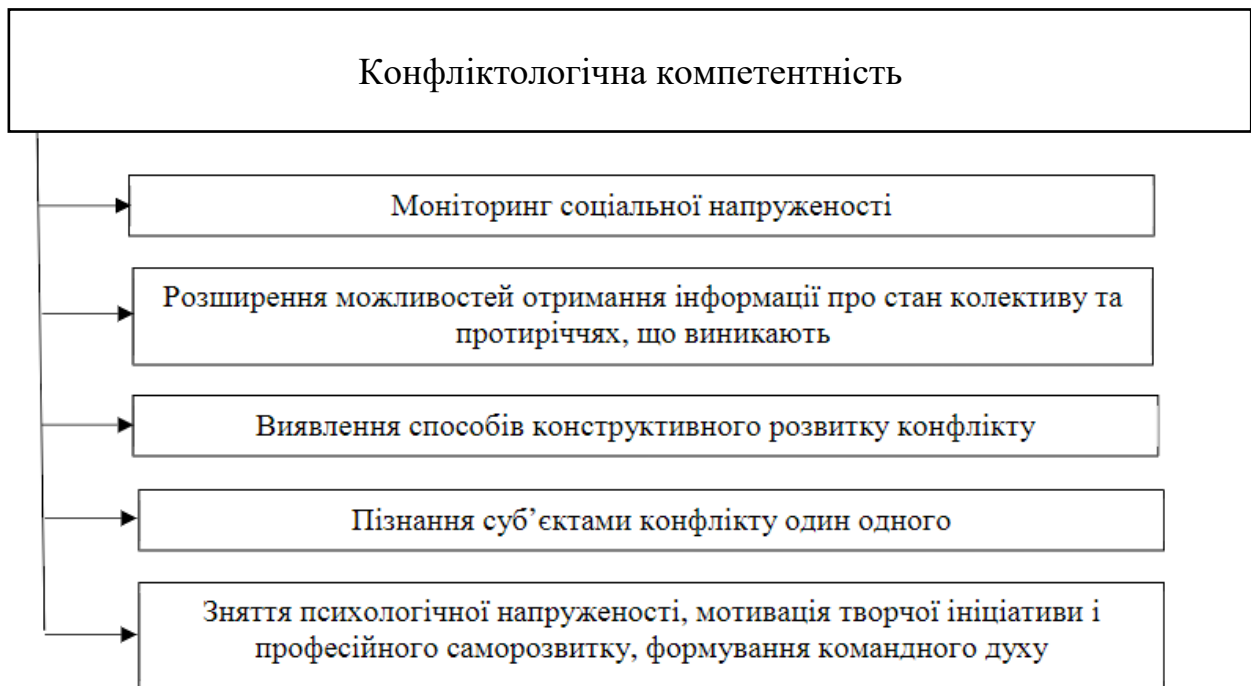 Конфліктологічна компетентність
Моніторинг соціальної напруженості
Розширення можливостей отримання інформації про стан колективу та
протиріччях, що виникають
Виявлення способів конструктивного розвитку конфлікту
Пізнання суб’єктами конфлікту один одного
Зняття психологічної напруженості, мотивація творчої ініціативи і
професійного саморозвитку, формування командного духу